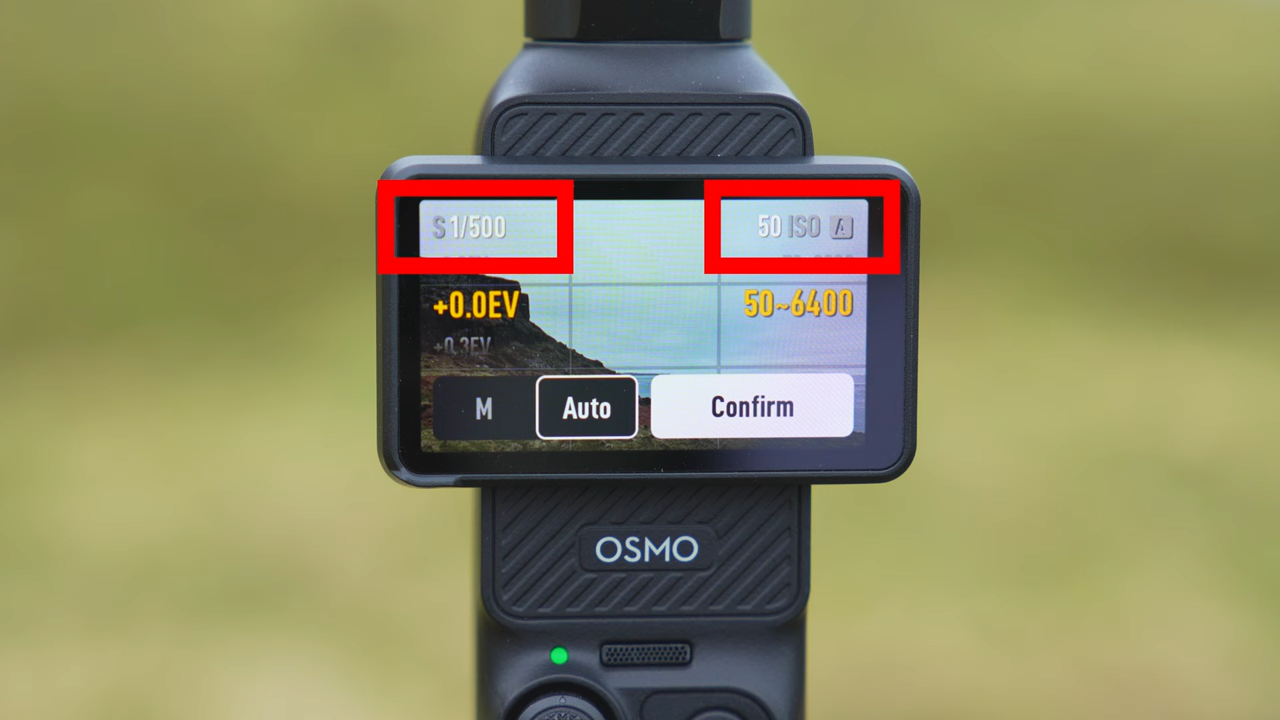 S 1/500
50 ISO A
+0.0EV
50~6400
+0.3EV
M
Auto
Confirm
OSMO